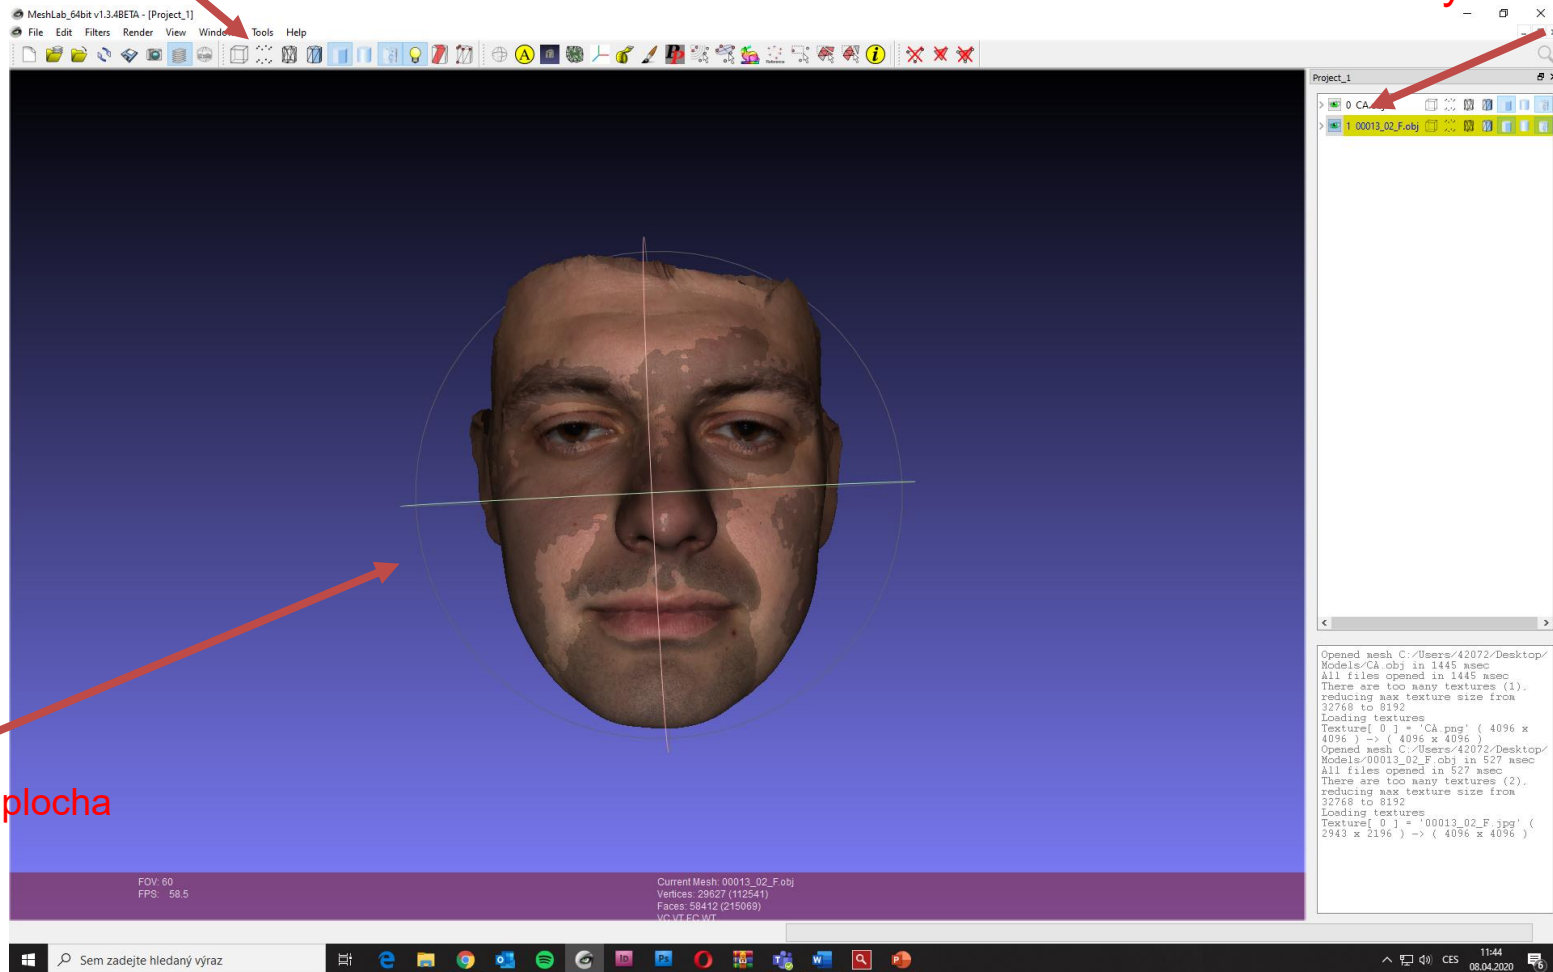 MeshLab_64bit v1.3.4BETA - [Project_1]
File Edit Filters Render View Windows Tools Help
Project_1
0 CA.obj
1 00013_02_F.obj
Opened mesh C:/Users/42072/Desktop/
Models/CA.obj in 1445 msec
All files opened in 1445 msec
There are too many textures (1),
reducing max texture size from
32768 to 8192
Loading textures
Texture[ 0 ] = 'CA.png' ( 4096 x
4096 ) -> ( 4096 x 4096 )
Opened mesh C:/Users/42072/Desktop/
Models/00013_02_F.obj in 527 msec
All files opened in 527 msec
There are too many textures (2),
reducing max texture size from
32768 to 8192
Loading textures
Texture[ 0 ] = '00013_02_F.jpg' (
2943 x 2196 ) -> ( 4096 x 4096 )
plocha
FOV: 60
FPS: 58.5
Current Mesh: 00013_02_F.obj
Vertices: 29627 (112541)
Faces: 58412 (215069)
VC VT FC WT
Sem zadejte hledaný výraz
CES
11:44
08.04.2020